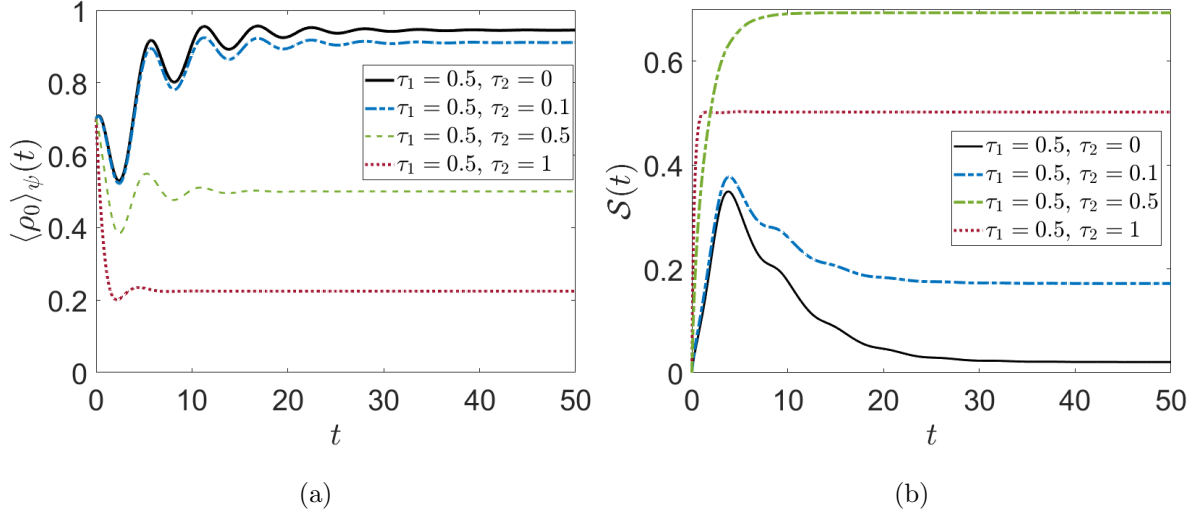 1
0.8
0.6
0.4
0.2
0
⟨ρ₀⟩_ψ(t)
τ₁ = 0.5, τ₂ = 0
τ₁ = 0.5, τ₂ = 0.1
τ₁ = 0.5, τ₂ = 0.5
τ₁ = 0.5, τ₂ = 1
0 10 20 30 40 50
t
(a)
0.6
0.4
0.2
0
𝒮(t)
τ₁ = 0.5, τ₂ = 0
τ₁ = 0.5, τ₂ = 0.1
τ₁ = 0.5, τ₂ = 0.5
τ₁ = 0.5, τ₂ = 1
0 10 20 30 40 50
t
(b)